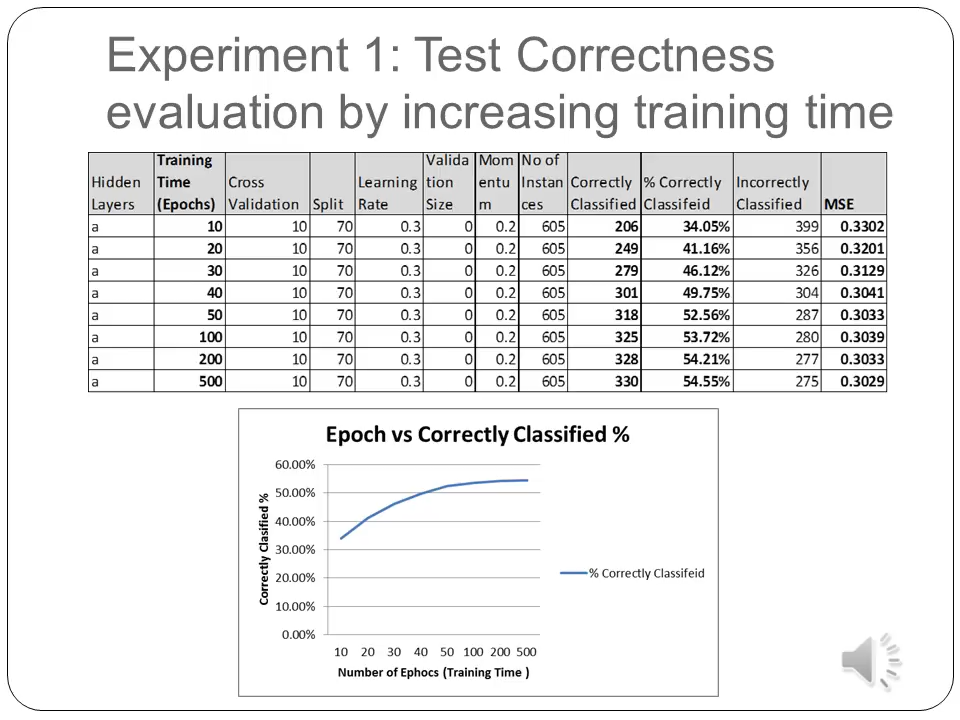 Experiment 1: Test Correctness
evaluation by increasing training time
Hidden Layers | Training Time (Epochs) | Cross Validation | Split | Learning Rate | Valida tion Size | Mom entu m | No of Instan ces | Correctly Classified | % Correctly Classifeid | Incorrectly Classified | MSE
a 10 10 70 0.3 0 0.2 605 206 34.05% 399 0.3302
a 20 10 70 0.3 0 0.2 605 249 41.16% 356 0.3201
a 30 10 70 0.3 0 0.2 605 279 46.12% 326 0.3129
a 40 10 70 0.3 0 0.2 605 301 49.75% 304 0.3041
a 50 10 70 0.3 0 0.2 605 318 52.56% 287 0.3033
a 100 10 70 0.3 0 0.2 605 325 53.72% 280 0.3039
a 200 10 70 0.3 0 0.2 605 328 54.21% 277 0.3033
a 500 10 70 0.3 0 0.2 605 330 54.55% 275 0.3029
Epoch vs Correctly Classified %
Correctly Clasified %
60.00%
50.00%
40.00%
30.00%
20.00%
10.00%
0.00%
10 20 30 40 50 100 200 500
Number of Ephocs (Training Time )
% Correctly Classifeid